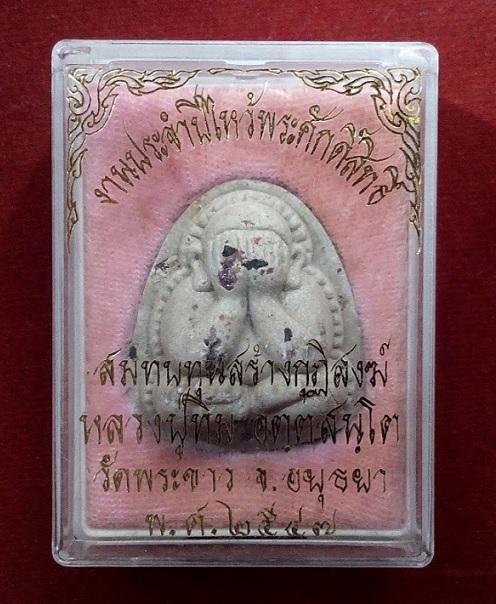 งานประจำปีไหว้พระศักดิ์สิทธิ์
สมทบทุนสร้างกุฏิสงฆ์
หลวงปู่ทิม อตฺตสนฺโต
วัดพระขาว จ.อยุธยา
พ.ศ.๒๕๔๗